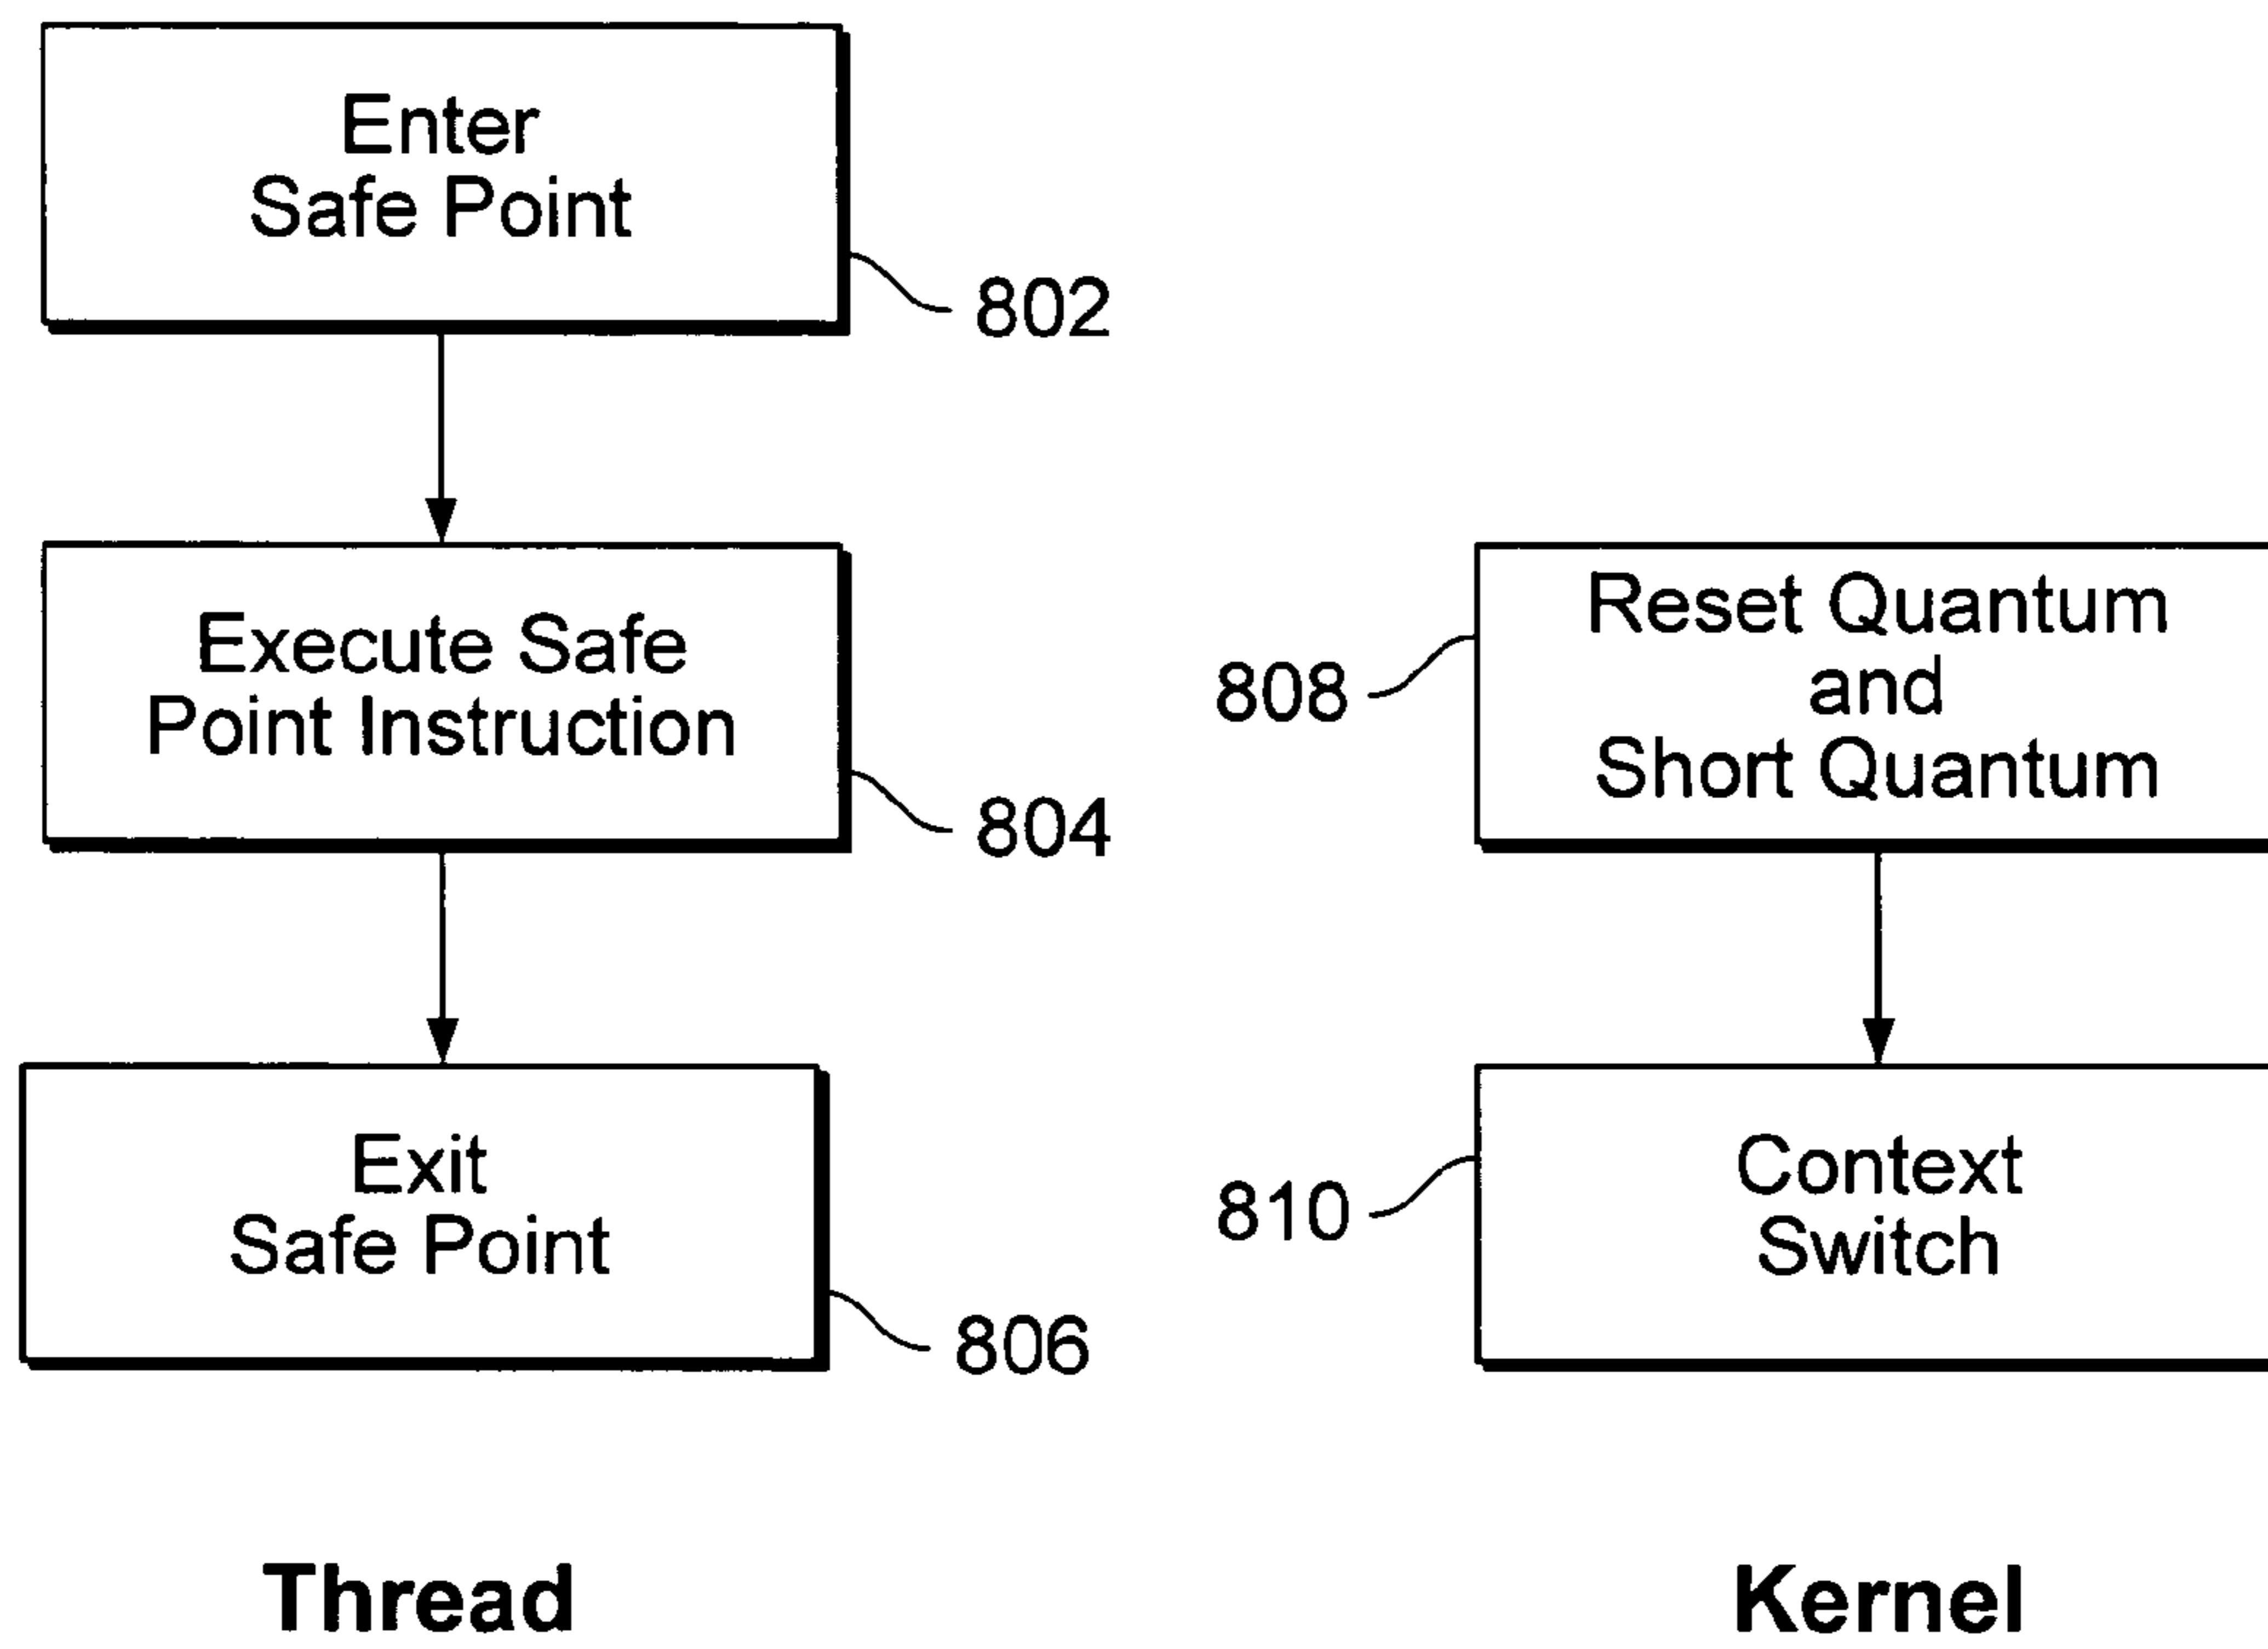 Enter
Safe Point
802
Execute Safe
Point Instruction
804
Exit
Safe Point
806
Thread
Reset Quantum
and
Short Quantum
808
Context
Switch
810
Kernel